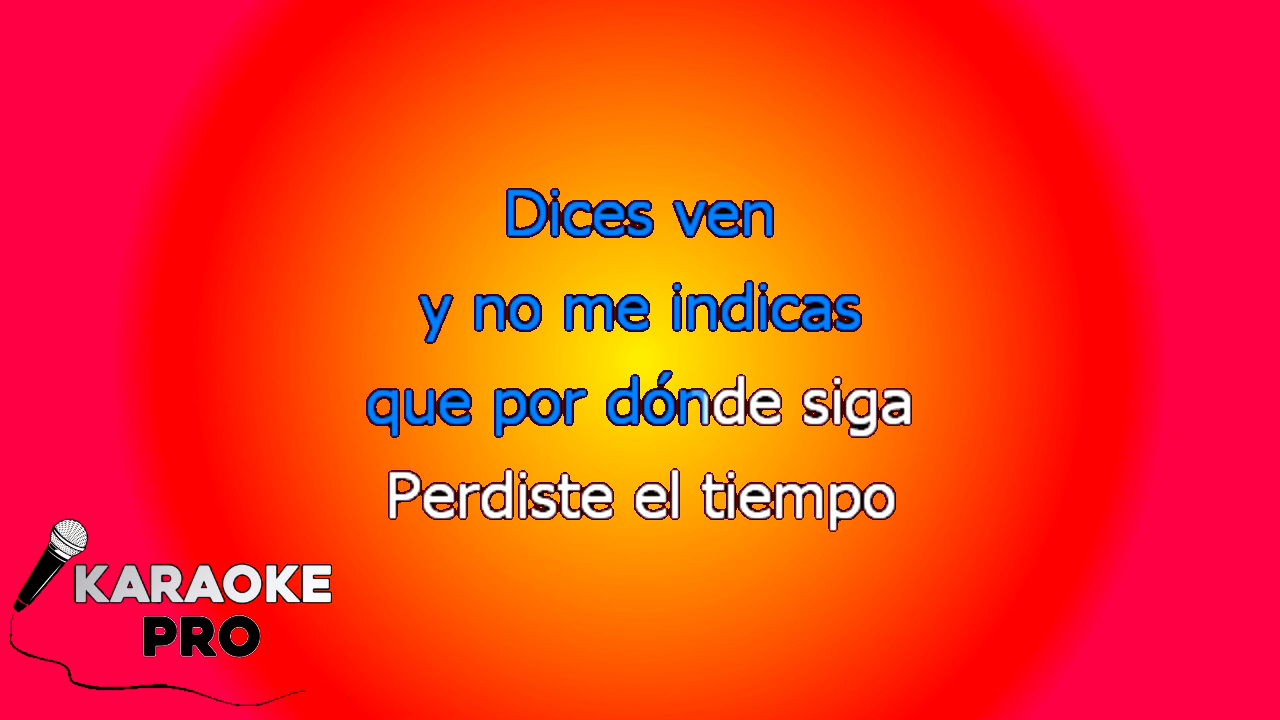 Dices ven
y no me indicas
que por dónde siga
Perdiste el tiempo
KARAOKE
PRO